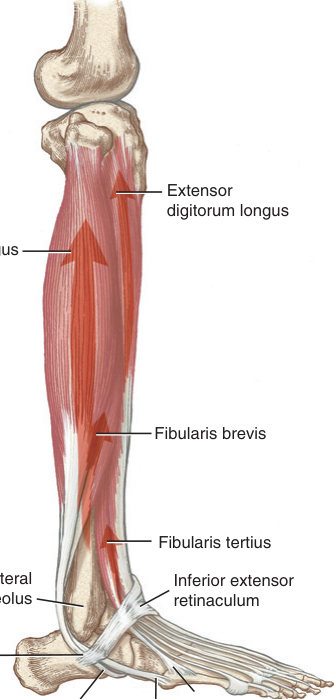 Extensor
digitorum longus
Fibularis brevis
Fibularis tertius
Inferior extensor
retinaculum